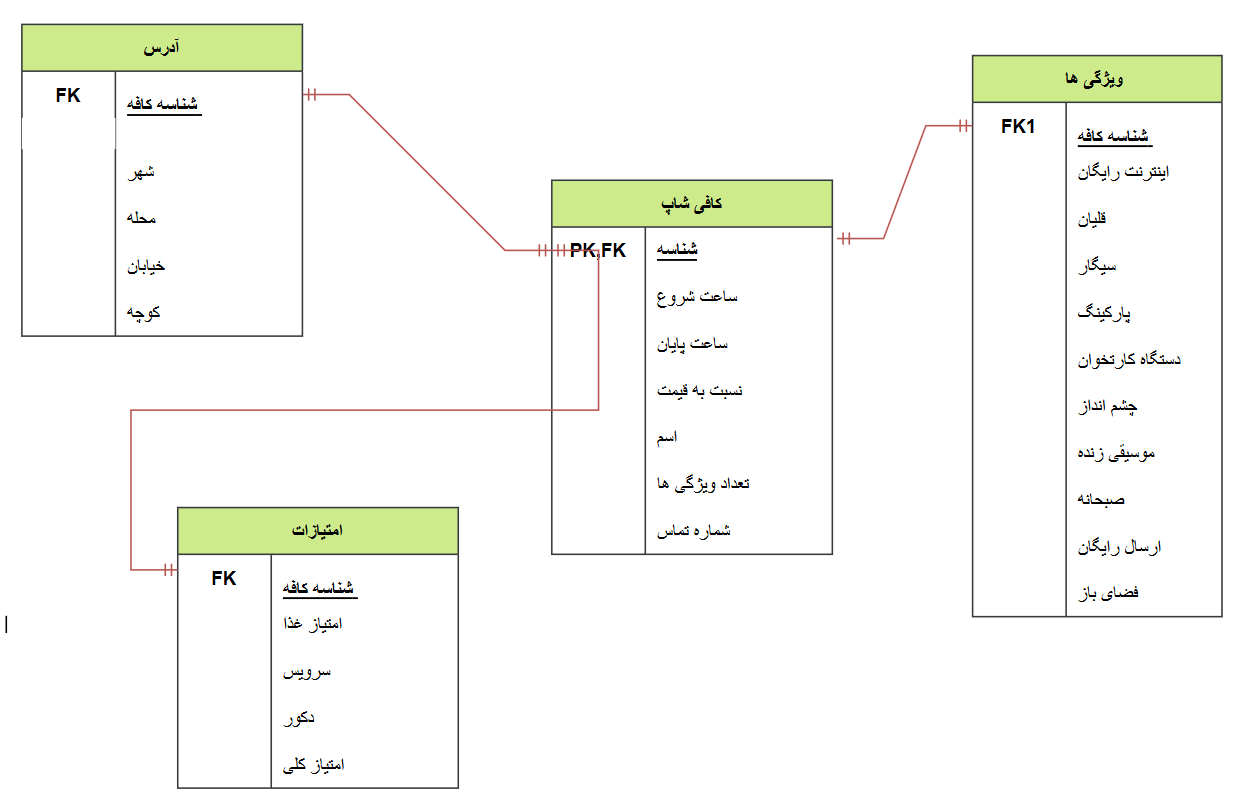 آدرس
FK
شناسه کافه
شهر
محله
خیابان
کوچه
کافی شاپ
PK,FK
شناسه
ساعت شروع
ساعت پایان
نسبت به قیمت
اسم
تعداد ویژگی ها
شماره تماس
ویژگی ها
FK1
شناسه کافه
اینترنت رایگان
قلیان
سیگار
پارکینگ
دستگاه کارتخوان
چشم انداز
موسیقی زنده
صبحانه
ارسال رایگان
فضای باز
امتیازات
FK
شناسه کافه
امتیاز غذا
سرویس
دکور
امتیاز کلی